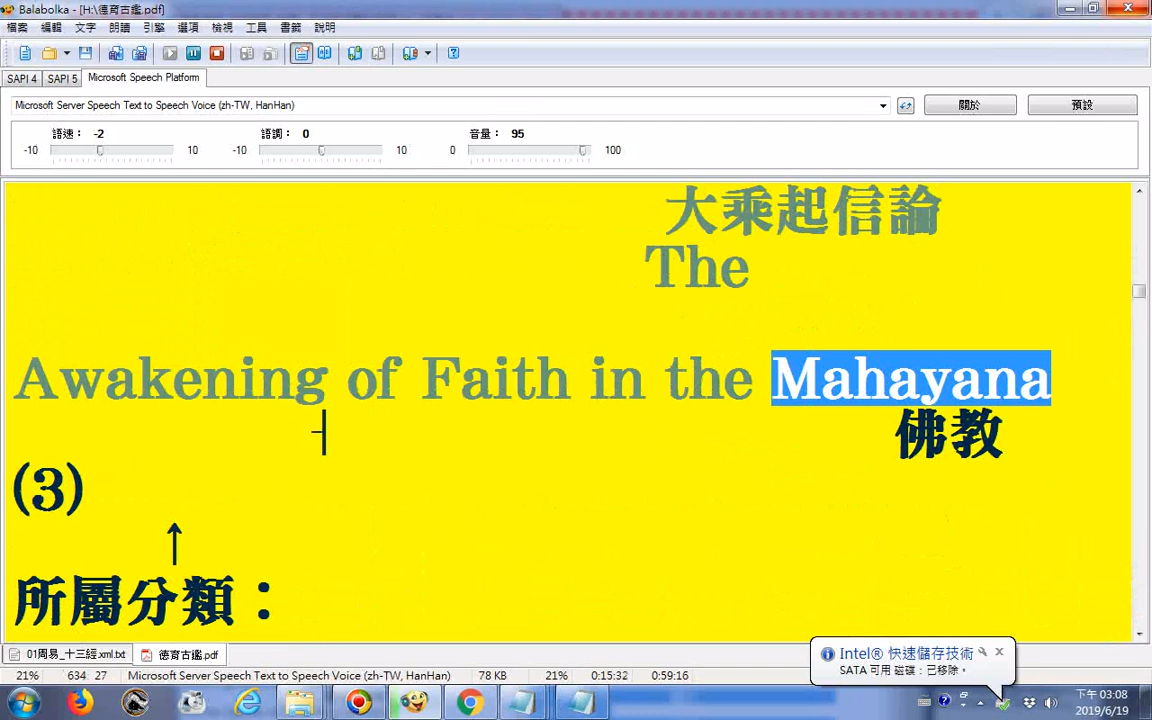 Balabolka - [H:\德育古鑑.pdf]
檔案 編輯 文字 朗讀 引擎 選項 檢視 工具 書籤 說明
SAPI 4 SAPI 5 Microsoft Speech Platform
Microsoft Server Speech Text to Speech Voice (zh-TW, HanHan) 關於 預設
語速： -2 語調： 0 音量： 95
-10 10 -10 10 0 100
大乘起信論
The
Awakening of Faith in the Mahayana
┤ 佛教
(3)
↑
所屬分類：
Intel® 快速儲存技術
SATA 可用 磁碟：已移除。
01周易_十三經.xml.txt 德育古鑑.pdf
21% 634: 27 Microsoft Server Speech Text to Speech Voice (zh-TW, HanHan) 78 KB 21% 0:15:32 0:59:16
下午 03:08
2019/6/19